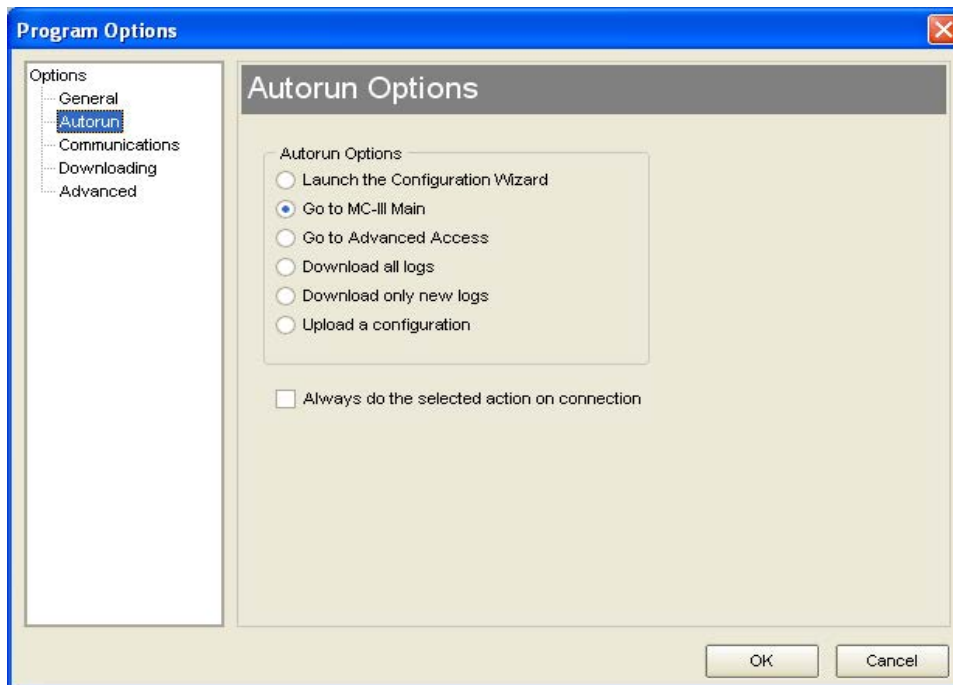 Program Options
Options
General
Autorun
Communications
Downloading
Advanced
Autorun Options
Autorun Options
Launch the Configuration Wizard
Go to MC-III Main
Go to Advanced Access
Download all logs
Download only new logs
Upload a configuration
Always do the selected action on connection
OK
Cancel